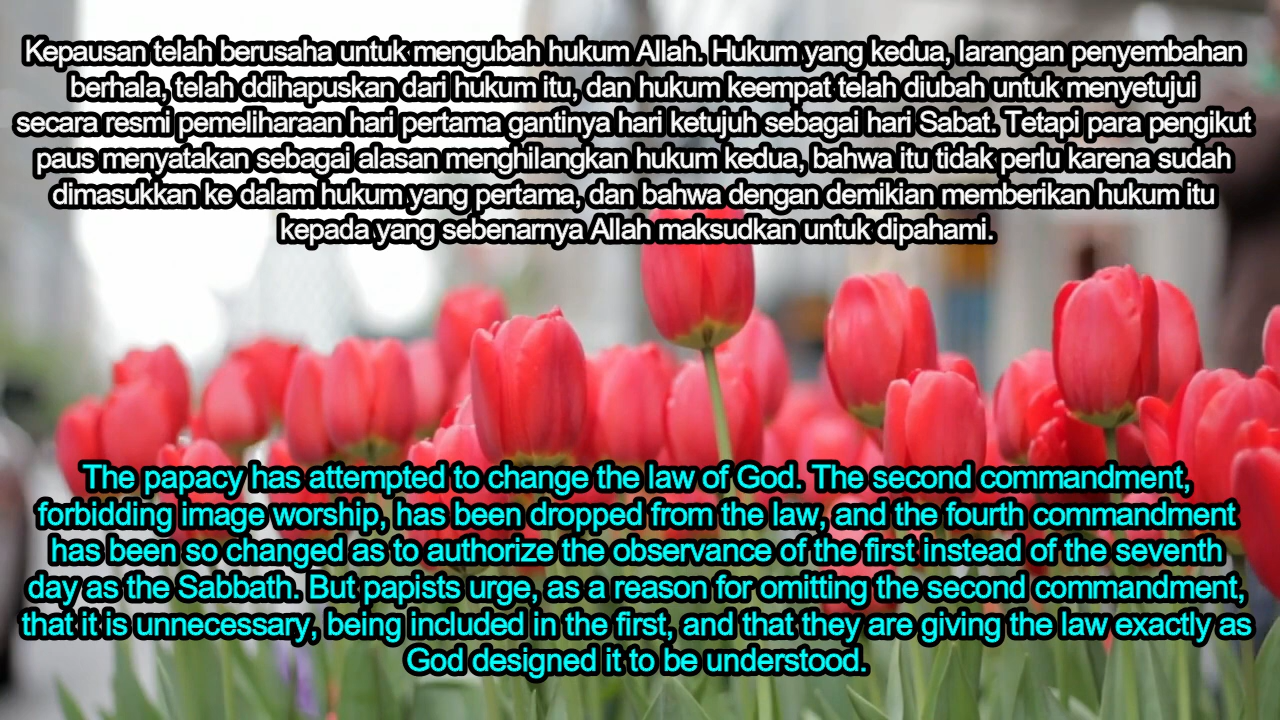 Kepausan telah berusaha untuk mengubah hukum Allah. Hukum yang kedua, larangan penyembahan
berhala, telah ddihapuskan dari hukum itu, dan hukum keempat telah diubah untuk menyetujui
secara resmi pemeliharaan hari pertama gantinya hari ketujuh sebagai hari Sabat. Tetapi para pengikut
paus menyatakan sebagai alasan menghilangkan hukum kedua, bahwa itu tidak perlu karena sudah
dimasukkan ke dalam hukum yang pertama, dan bahwa dengan demikian memberikan hukum itu
kepada yang sebenarnya Allah maksudkan untuk dipahami.
The papacy has attempted to change the law of God. The second commandment,
forbidding image worship, has been dropped from the law, and the fourth commandment
has been so changed as to authorize the observance of the first instead of the seventh
day as the Sabbath. But papists urge, as a reason for omitting the second commandment,
that it is unnecessary, being included in the first, and that they are giving the law exactly as
God designed it to be understood.